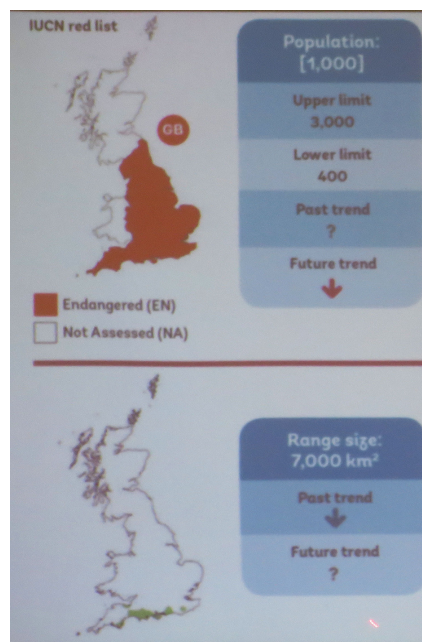 IUCN red list
GB
Endangered (EN)
Not Assessed (NA)
Population:
[1,000]
Upper limit
3,000
Lower limit
400
Past trend
?
Future trend
Range size:
7,000 km²
Past trend
Future trend
?